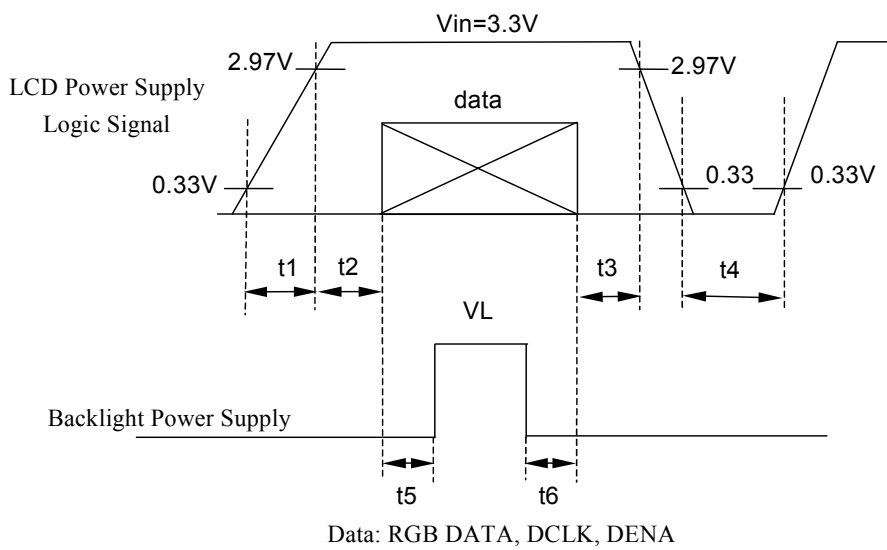 Vin=3.3V
2.97V
2.97V
LCD Power Supply
Logic Signal
data
0.33V
0.33
0.33V
t1
t2
t3
t4
VL
Backlight Power Supply
t5
t6
Data: RGB DATA, DCLK, DENA